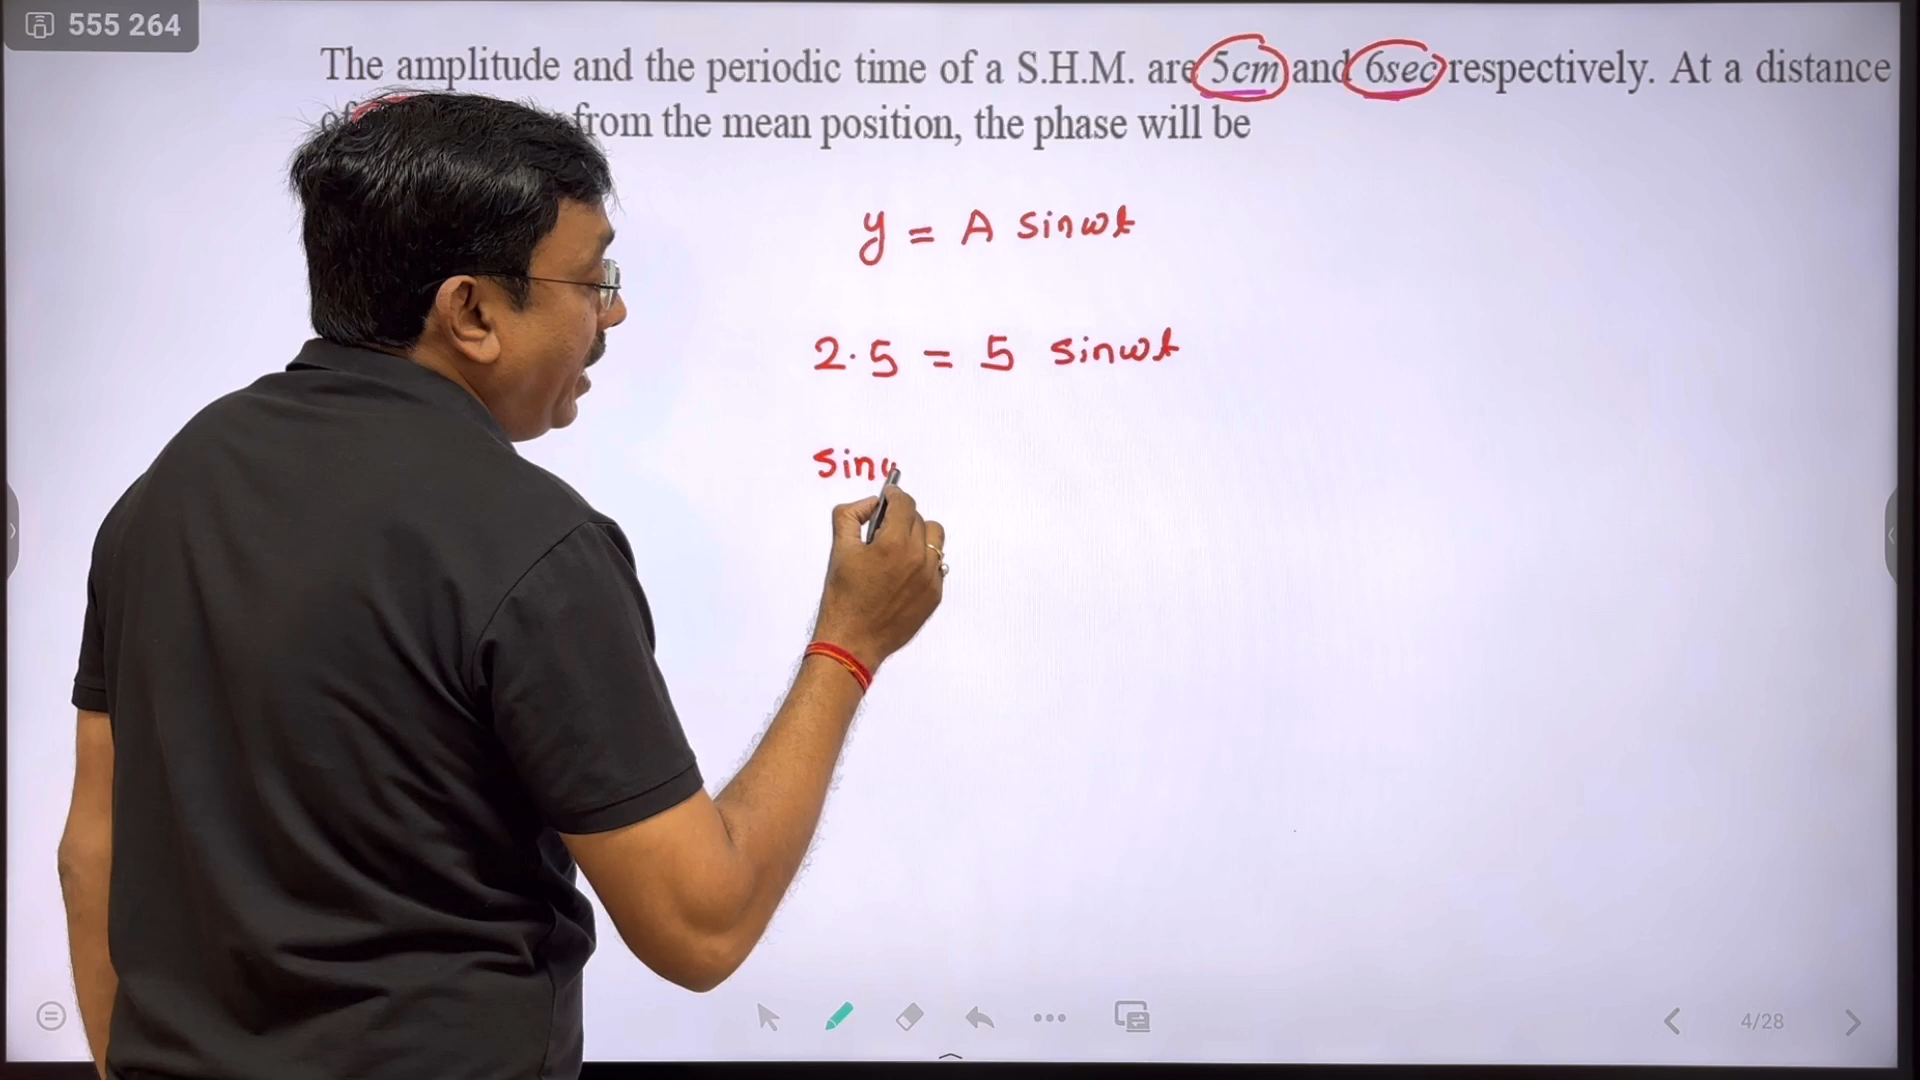 555 264
The amplitude and the periodic time of a S.H.M. are 5cm and 6sec respectively. At a distance
from the mean position, the phase will be
y = A sinωt
2.5 = 5 sinωt
sin
4/28